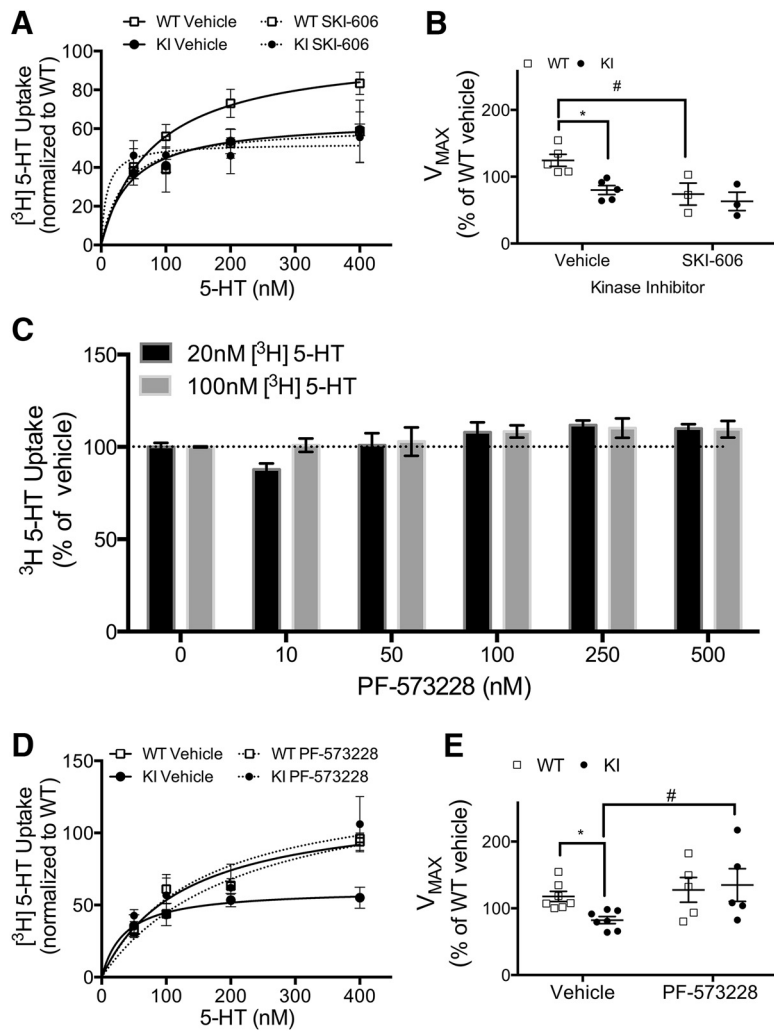 A
WT Vehicle WT SKI-606
KI Vehicle KI SKI-606
[³H] 5-HT Uptake
(normalized to WT)
100
80
60
40
20
0
0 100 200 300 400
5-HT (nM)
B
WT KI
#
*
V_MAX
(% of WT vehicle)
200
100
0
Vehicle SKI-606
Kinase Inhibitor
C
20nM [³H] 5-HT
100nM [³H] 5-HT
³H 5-HT Uptake
(% of vehicle)
150
100
50
0
0 10 50 100 250 500
PF-573228 (nM)
D
WT Vehicle WT PF-573228
KI Vehicle KI PF-573228
[³H] 5-HT Uptake
(normalized to WT)
150
100
50
0
0 100 200 300 400
5-HT (nM)
E
WT KI
#
*
V_MAX
(% of WT vehicle)
200
100
0
Vehicle PF-573228